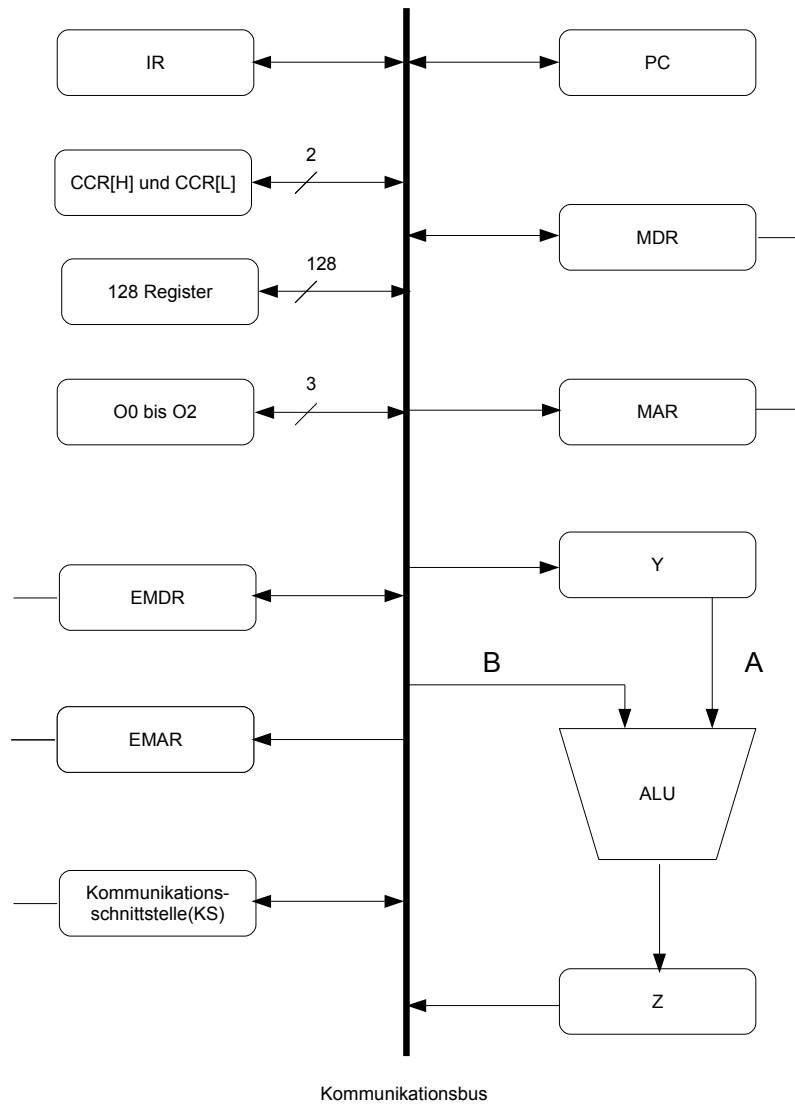 IR
PC
2
CCR[H] und CCR[L]
MDR
128
128 Register
3
O0 bis O2
MAR
Y
EMDR
B
A
EMAR
ALU
Kommunikations-
schnittstelle(KS)
Z
Kommunikationsbus